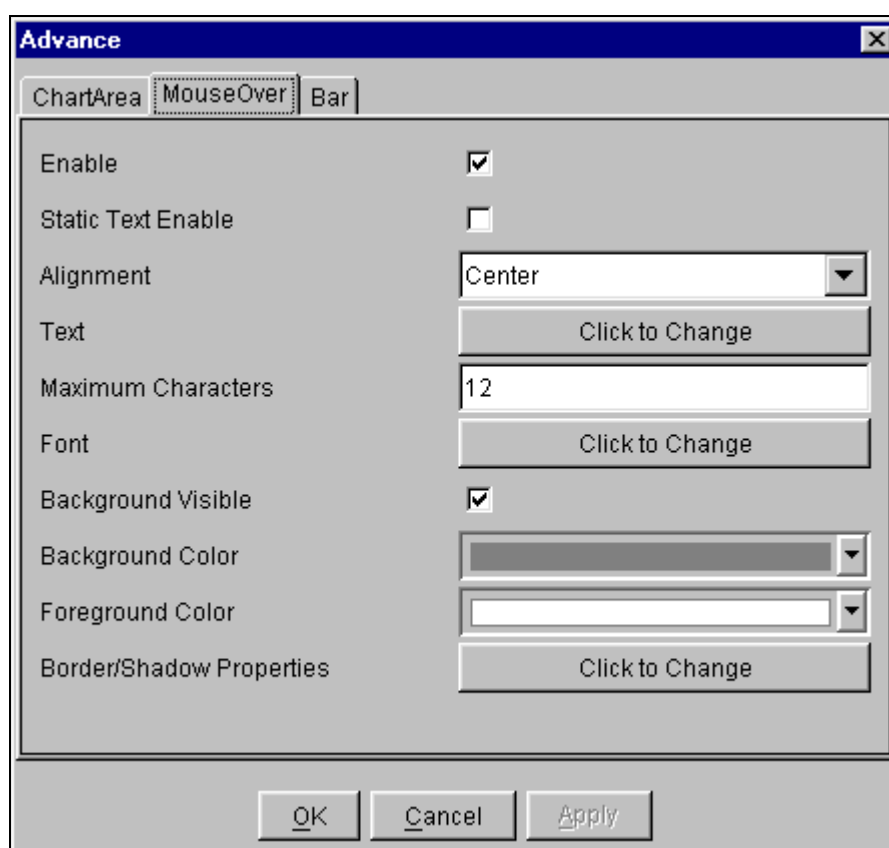 Advance
ChartArea MouseOver Bar
Enable
Static Text Enable
Alignment Center
Text Click to Change
Maximum Characters 12
Font Click to Change
Background Visible
Background Color
Foreground Color
Border/Shadow Properties Click to Change
OK Cancel Apply